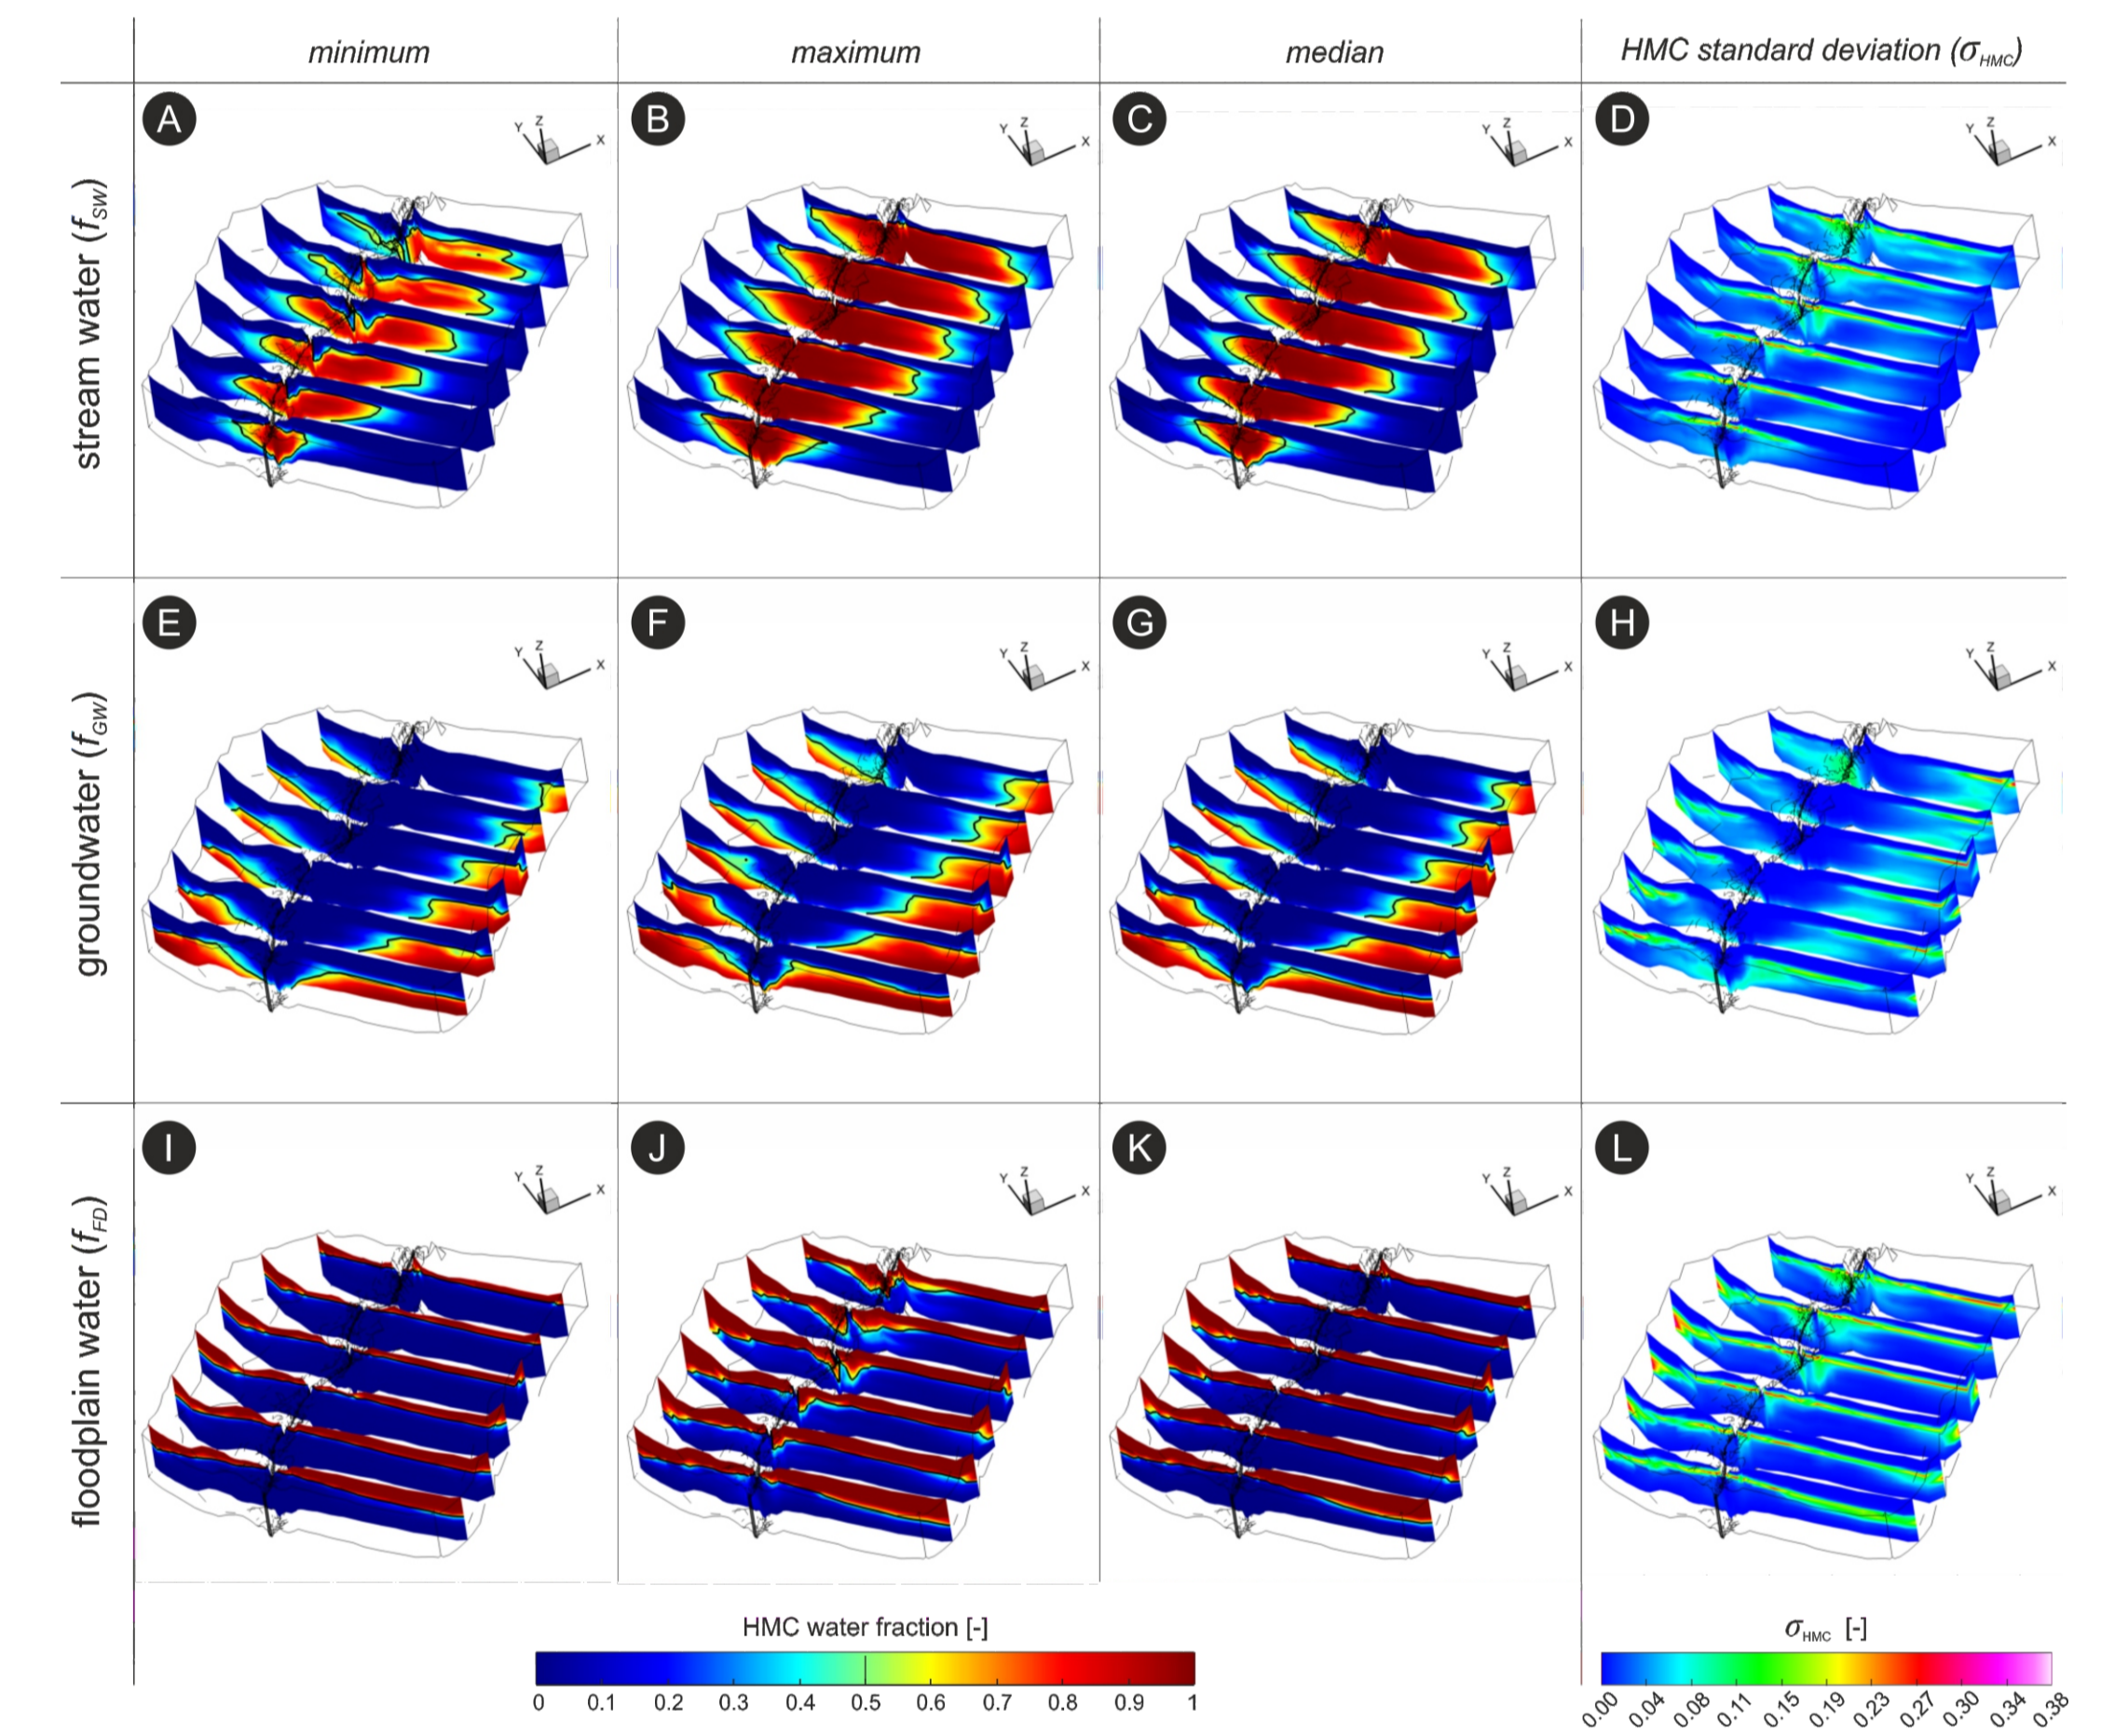 minimum
maximum
median
HMC standard deviation (σHMC)
stream water (fSW)
A
Y Z X
B
Y Z X
C
Y Z X
D
Y Z X
groundwater (fGW)
E
Y Z X
F
Y Z X
G
Y Z X
H
Y Z X
floodplain water (fFD)
I
Y Z X
J
Y Z X
K
Y Z X
L
Y Z X
HMC water fraction [-]
0 0.1 0.2 0.3 0.4 0.5 0.6 0.7 0.8 0.9 1
σHMC [-]
0.00 0.04 0.08 0.11 0.15 0.19 0.23 0.27 0.30 0.34 0.38